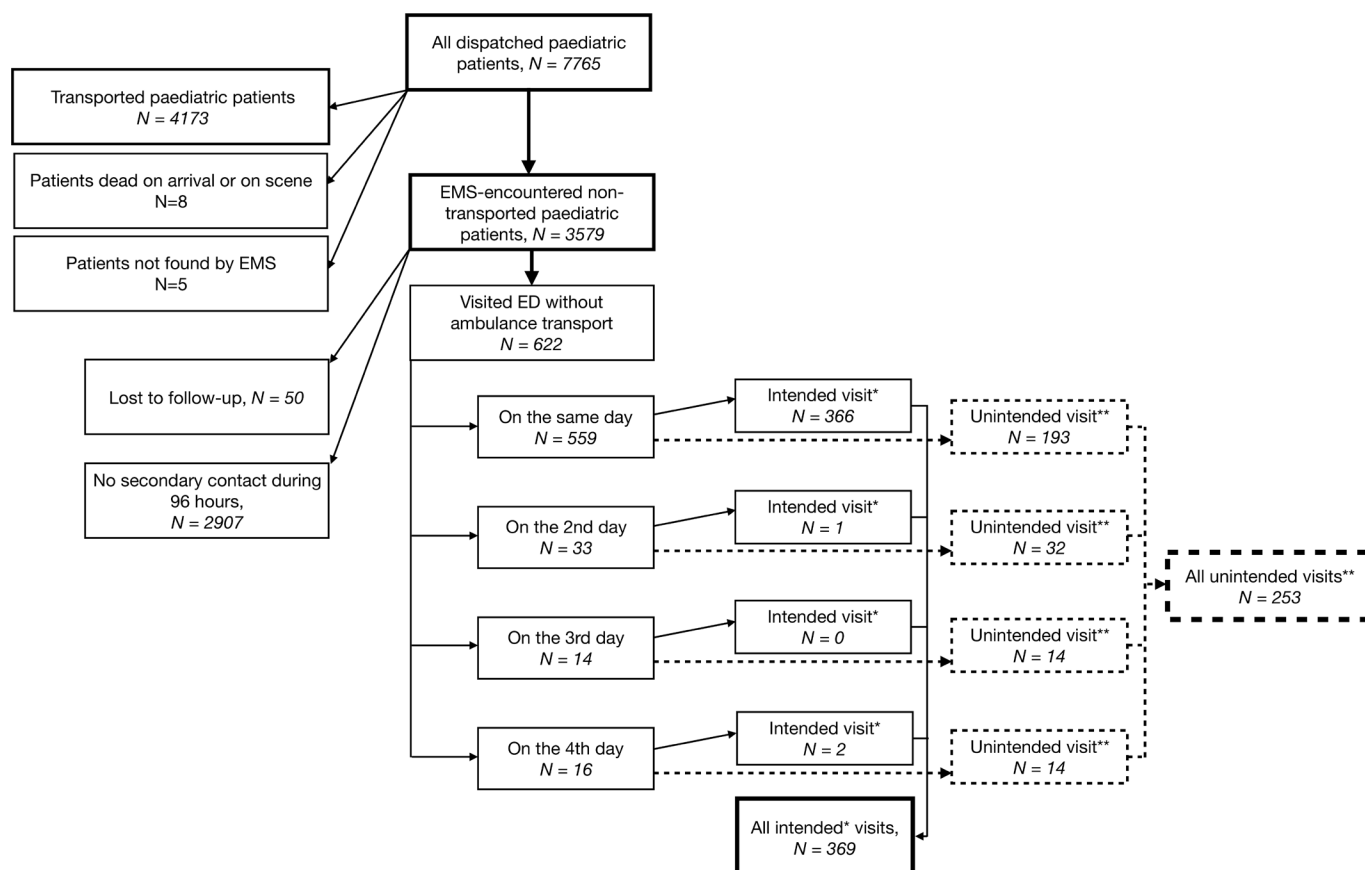 All dispatched paediatric
patients, N = 7765
Transported paediatric patients
N = 4173
Patients dead on arrival or on scene
N=8
Patients not found by EMS
N=5
EMS-encountered non-
transported paediatric
patients, N = 3579
Visited ED without
ambulance transport
N = 622
Lost to follow-up, N = 50
No secondary contact during
96 hours,
N = 2907
On the same day
N = 559
Intended visit*
N = 366
Unintended visit**
N = 193
On the 2nd day
N = 33
Intended visit*
N = 1
Unintended visit**
N = 32
On the 3rd day
N = 14
Intended visit*
N = 0
Unintended visit**
N = 14
On the 4th day
N = 16
Intended visit*
N = 2
Unintended visit**
N = 14
All unintended visits**
N = 253
All intended* visits,
N = 369